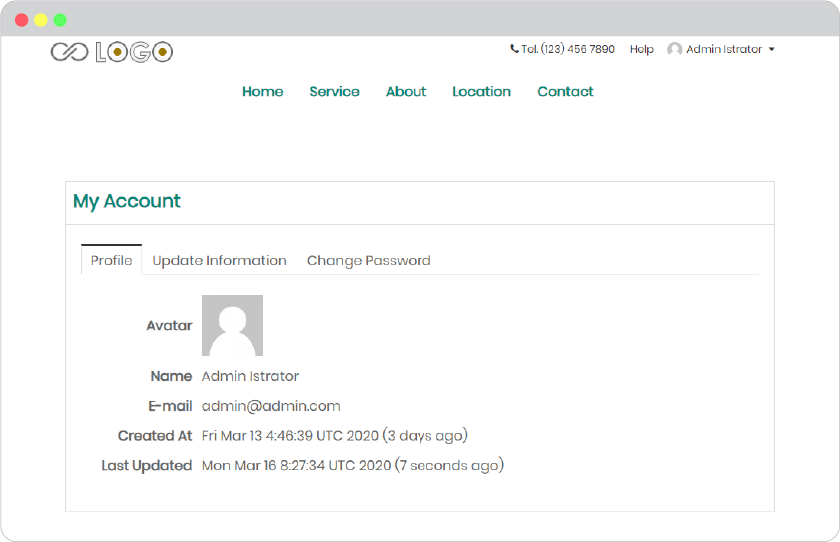 LOGO
Tel. (123) 456 7890 Help Admin Istrator
Home Service About Location Contact
My Account
Profile Update Information Change Password
Avatar
Name Admin Istrator
E-mail admin@admin.com
Created At Fri Mar 13 4:46:39 UTC 2020 (3 days ago)
Last Updated Mon Mar 16 8:27:34 UTC 2020 (7 seconds ago)